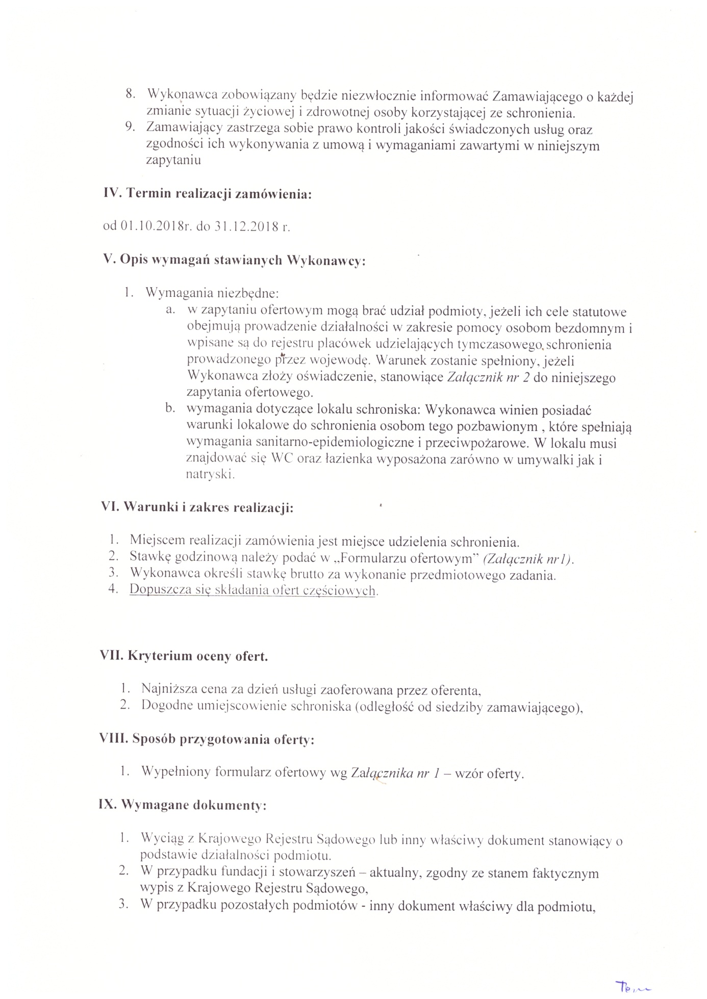 8. Wykonawca zobowiązany będzie niezwłocznie informować Zamawiającego o każdej
zmianie sytuacji życiowej i zdrowotnej osoby korzystającej ze schronienia.
9. Zamawiający zastrzega sobie prawo kontroli jakości świadczonych usług oraz
zgodności ich wykonywania z umową i wymaganiami zawartymi w niniejszym
zapytaniu
IV. Termin realizacji zamówienia:
od 01.10.2018r. do 31.12.2018 r.
V. Opis wymagań stawianych Wykonawcy:
1. Wymagania niezbędne:
a. w zapytaniu ofertowym mogą brać udział podmioty, jeżeli ich cele statutowe
obejmują prowadzenie działalności w zakresie pomocy osobom bezdomnym i
wpisane są do rejestru placówek udzielających tymczasowego schronienia
prowadzonego przez wojewodę. Warunek zostanie spełniony, jeżeli
Wykonawca złoży oświadczenie, stanowiące Załącznik nr 2 do niniejszego
zapytania ofertowego.
b. wymagania dotyczące lokalu schroniska: Wykonawca winien posiadać
warunki lokalowe do schronienia osobom tego pozbawionym , które spełniają
wymagania sanitarno-epidemiologiczne i przeciwpożarowe. W lokalu musi
znajdować się WC oraz łazienka wyposażona zarówno w umywalki jak i
natryski.
VI. Warunki i zakres realizacji:
1. Miejscem realizacji zamówienia jest miejsce udzielenia schronienia.
2. Stawkę godzinową należy podać w „Formularzu ofertowym” (Załącznik nr1).
3. Wykonawca określi stawkę brutto za wykonanie przedmiotowego zadania.
4. Dopuszcza się składania ofert częściowych.
VII. Kryterium oceny ofert.
1. Najniższa cena za dzień usługi zaoferowana przez oferenta,
2. Dogodne umiejscowienie schroniska (odległość od siedziby zamawiającego),
VIII. Sposób przygotowania oferty:
1. Wypełniony formularz ofertowy wg Załącznika nr 1 – wzór oferty.
IX. Wymagane dokumenty:
1. Wyciąg z Krajowego Rejestru Sądowego lub inny właściwy dokument stanowiący o
podstawie działalności podmiotu.
2. W przypadku fundacji i stowarzyszeń – aktualny, zgodny ze stanem faktycznym
wypis z Krajowego Rejestru Sądowego,
3. W przypadku pozostałych podmiotów - inny dokument właściwy dla podmiotu,